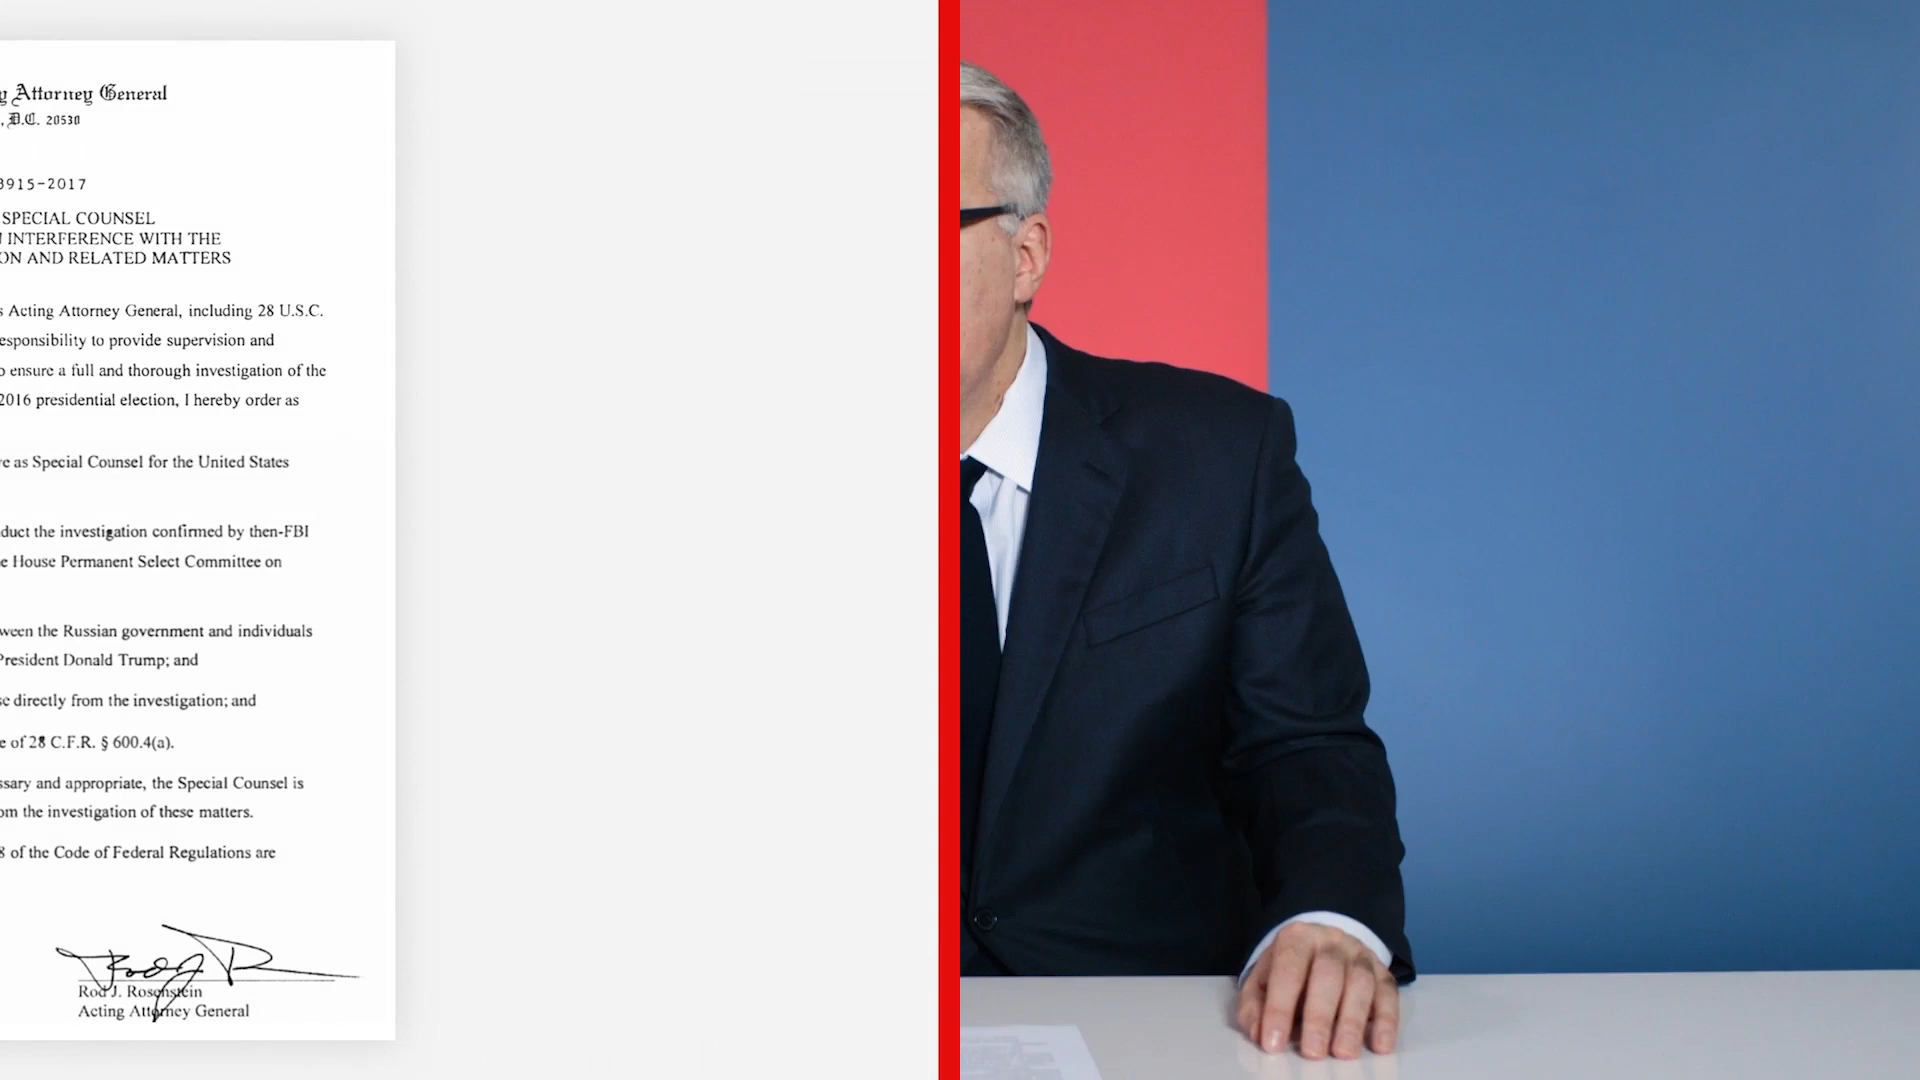 y Attorney General
, D.C. 20530
3915-2017
SPECIAL COUNSEL
INTERFERENCE WITH THE
ON AND RELATED MATTERS
s Acting Attorney General, including 28 U.S.C.
esponsibility to provide supervision and
o ensure a full and thorough investigation of the
2016 presidential election, I hereby order as
ve as Special Counsel for the United States
duct the investigation confirmed by then-FBI
e House Permanent Select Committee on
ween the Russian government and individuals
President Donald Trump; and
se directly from the investigation; and
e of 28 C.F.R. § 600.4(a).
ssary and appropriate, the Special Counsel is
om the investigation of these matters.
8 of the Code of Federal Regulations are
Rod J. Rosenstein
Acting Attorney General